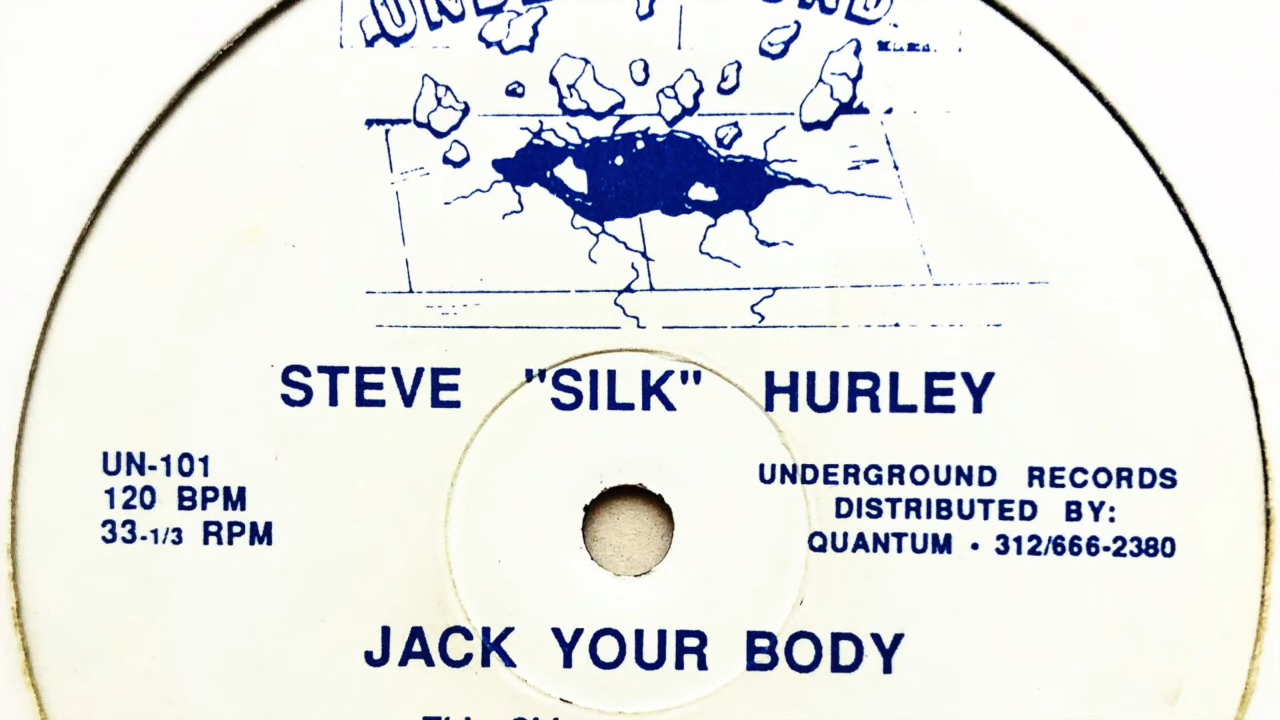 UNDERGROUND
STEVE "SILK" HURLEY
UN-101
120 BPM
33-1/3 RPM
UNDERGROUND RECORDS
DISTRIBUTED BY:
QUANTUM • 312/666-2380
JACK YOUR BODY